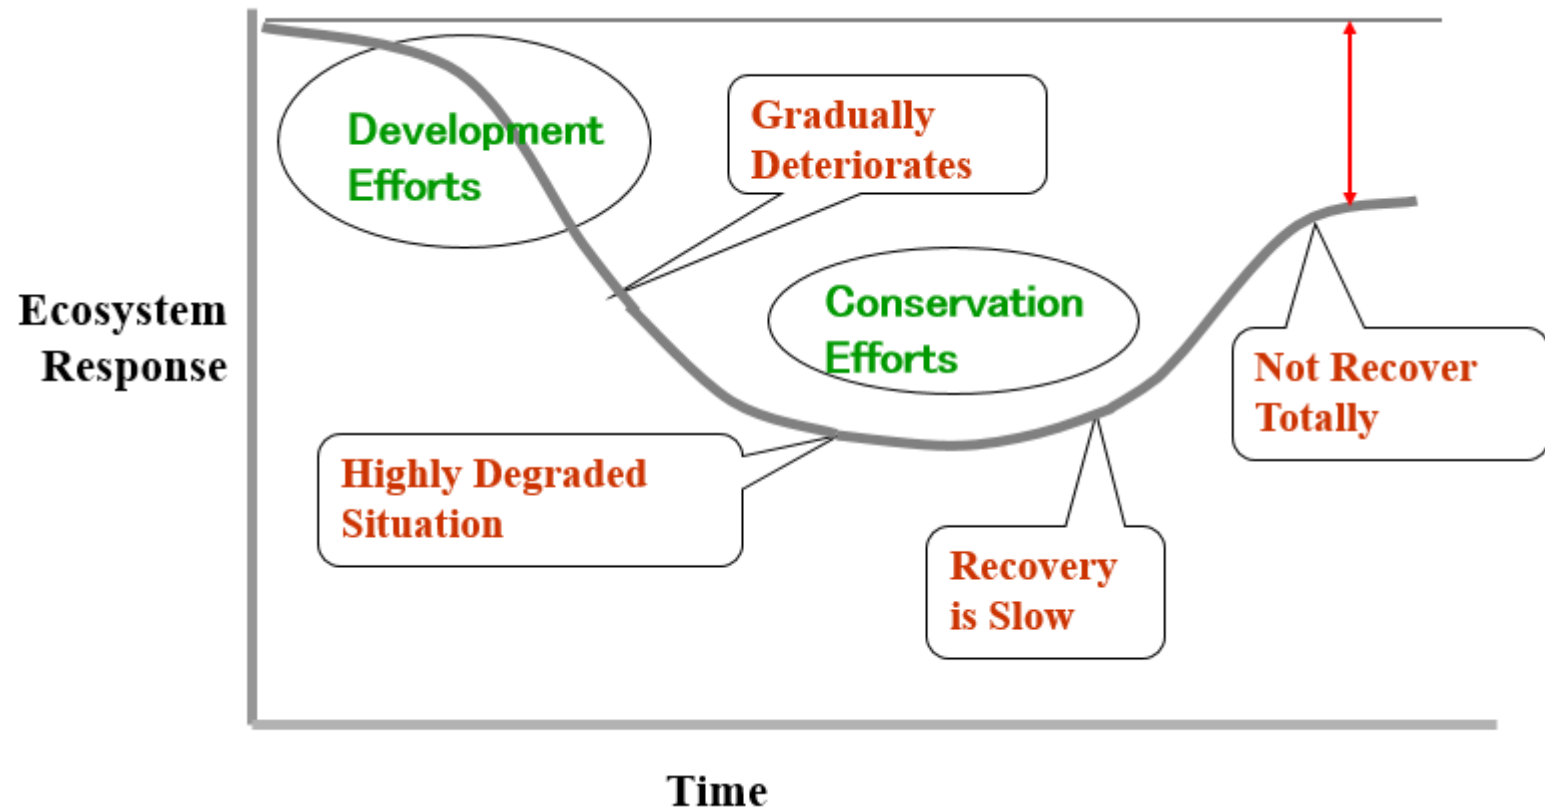 Development
Efforts
Gradually
Deteriorates
Ecosystem
Response
Conservation
Efforts
Not Recover
Totally
Highly Degraded
Situation
Recovery
is Slow
Time